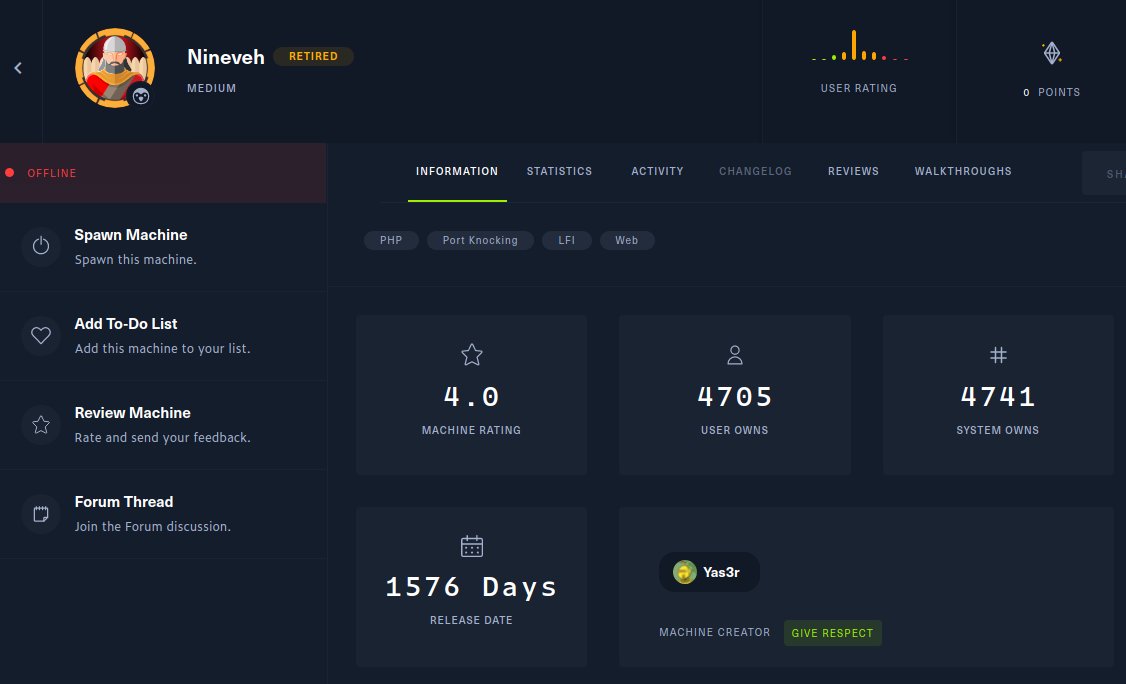 Nineveh RETIRED
MEDIUM
USER RATING
0 POINTS
OFFLINE
INFORMATION STATISTICS ACTIVITY CHANGELOG REVIEWS WALKTHROUGHS
PHP Port Knocking LFI Web
Spawn Machine
Spawn this machine.
Add To-Do List
Add this machine to your list.
Review Machine
Rate and send your feedback.
Forum Thread
Join the Forum discussion.
4.0
MACHINE RATING
4705
USER OWNS
4741
SYSTEM OWNS
1576 Days
RELEASE DATE
Yas3r
MACHINE CREATOR GIVE RESPECT